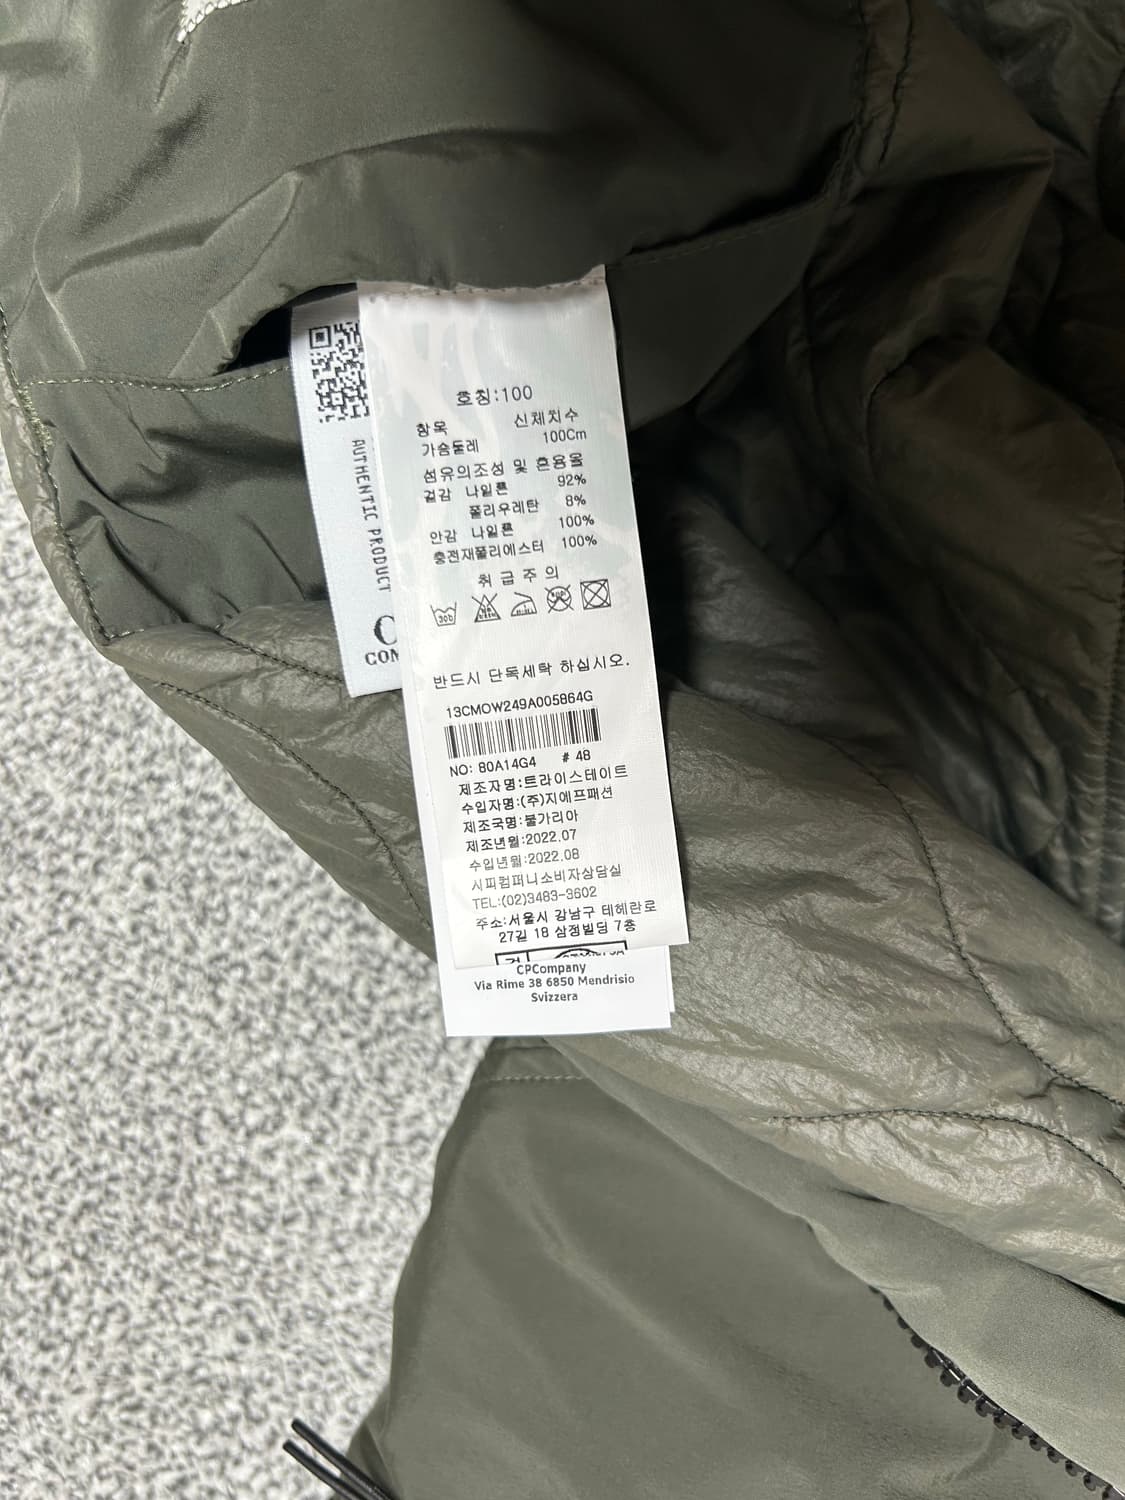 호칭:100
항목 신체치수
가슴둘레 100Cm
섬유의조성 및 혼용율
겉감 나일론 92%
폴리우레탄 8%
안감 나일론 100%
충전재폴리에스터 100%
취급주의
반드시 단독세탁 하십시오.
13CMOW249A005864G
NO: 80A14G4 # 48
제조자명:트라이스테이트
수입자명:(주)지에프패션
제조국명:불가리아
제조년월:2022.07
수입년월:2022.08
시피컴퍼니소비자상담실
TEL:(02)3483-3602
주소:서울시 강남구 테헤란로
27길 18 삼정빌딩 7층
CPCompany
Via Rime 38 6850 Mendrisio
Svizzera
AUTHENTIC PRODUCT